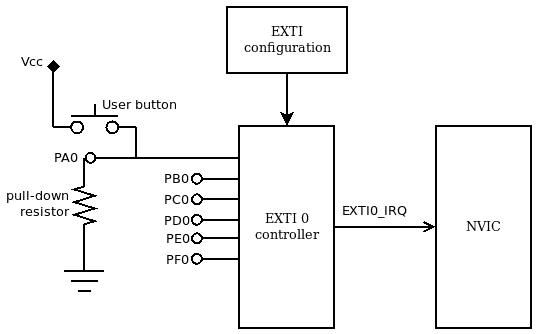 EXTI
configuration
Vcc
User button
PA0
pull-down
resistor
PB0
PC0
PD0
PE0
PF0
EXTI 0
controller
EXTI0_IRQ
NVIC